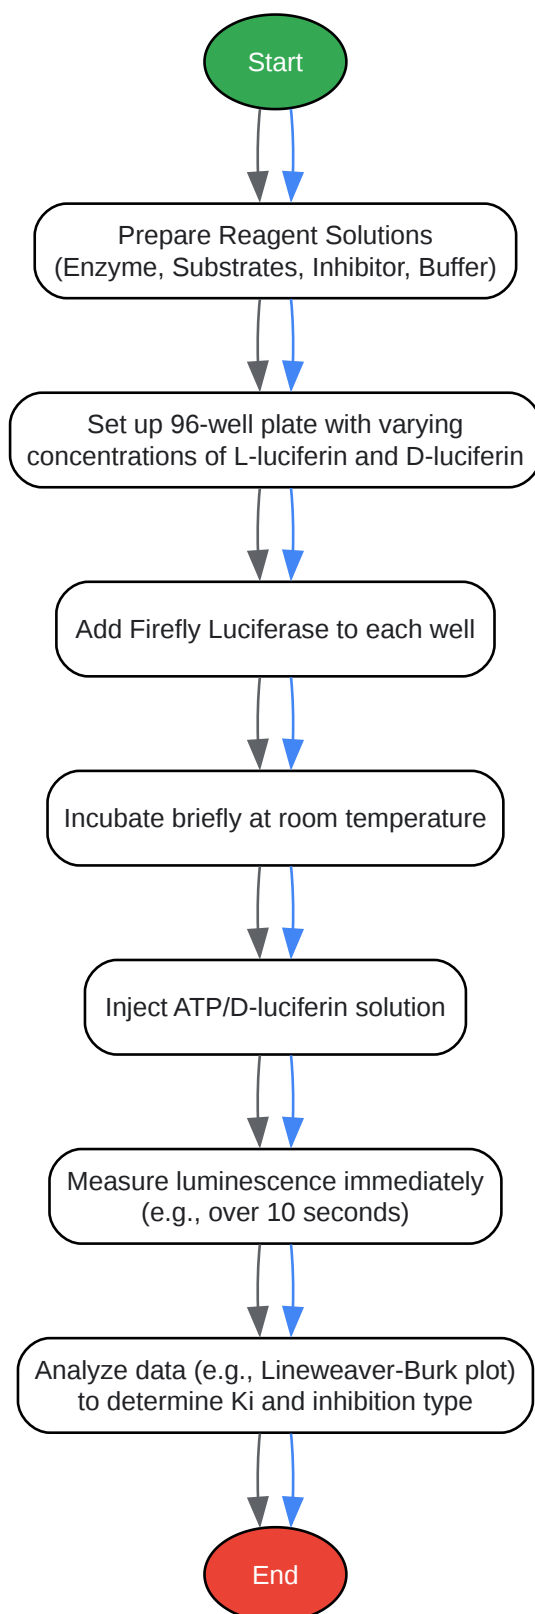 Start
Prepare Reagent Solutions
(Enzyme, Substrates, Inhibitor, Buffer)
Set up 96-well plate with varying
concentrations of L-luciferin and D-luciferin
Add Firefly Luciferase to each well
Incubate briefly at room temperature
Inject ATP/D-luciferin solution
Measure luminescence immediately
(e.g., over 10 seconds)
Analyze data (e.g., Lineweaver-Burk plot)
to determine Ki and inhibition type
End